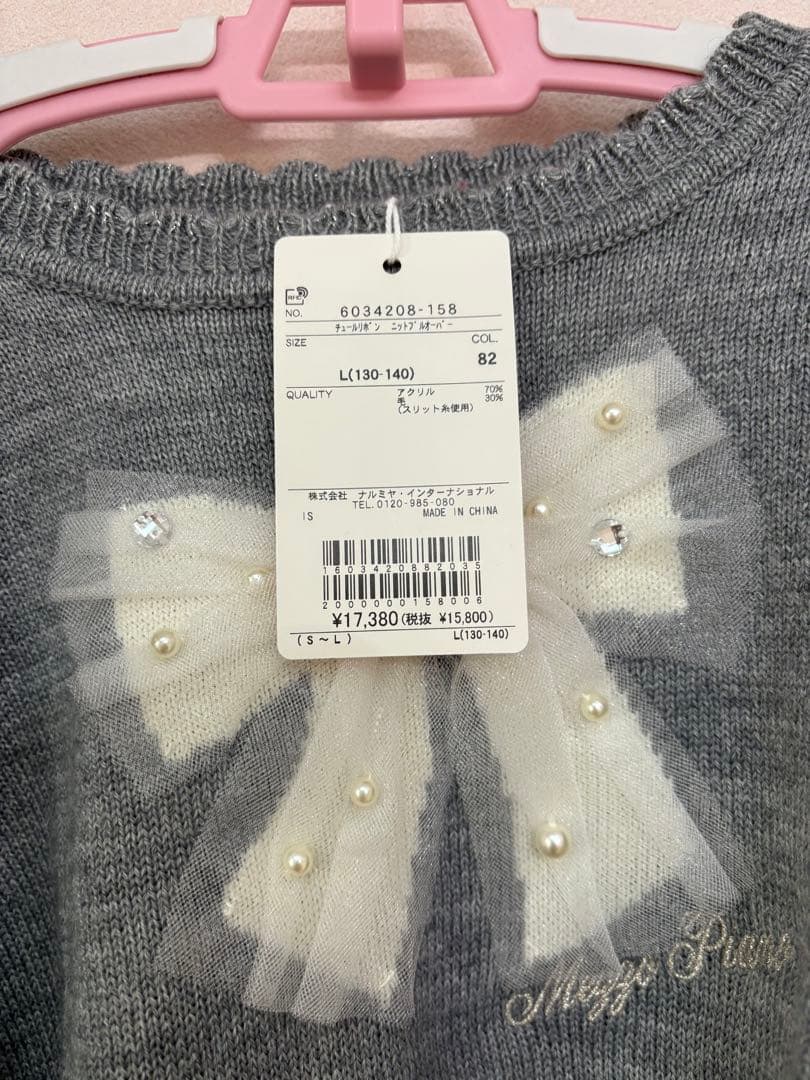 RFID
NO. 6034208-158
チュールリボン ニットプルオーバー
SIZE COL.
82
L(130-140)
QUALITY アクリル 70%
毛 30%
(スリット糸使用)
株式会社 ナルミヤ・インターナショナル
TEL.0120-985-080
IS MADE IN CHINA
1603420882035
2000000158006
¥17,380(税抜 ¥15,800)
(S～L) L(130-140)
Mezzo Piano